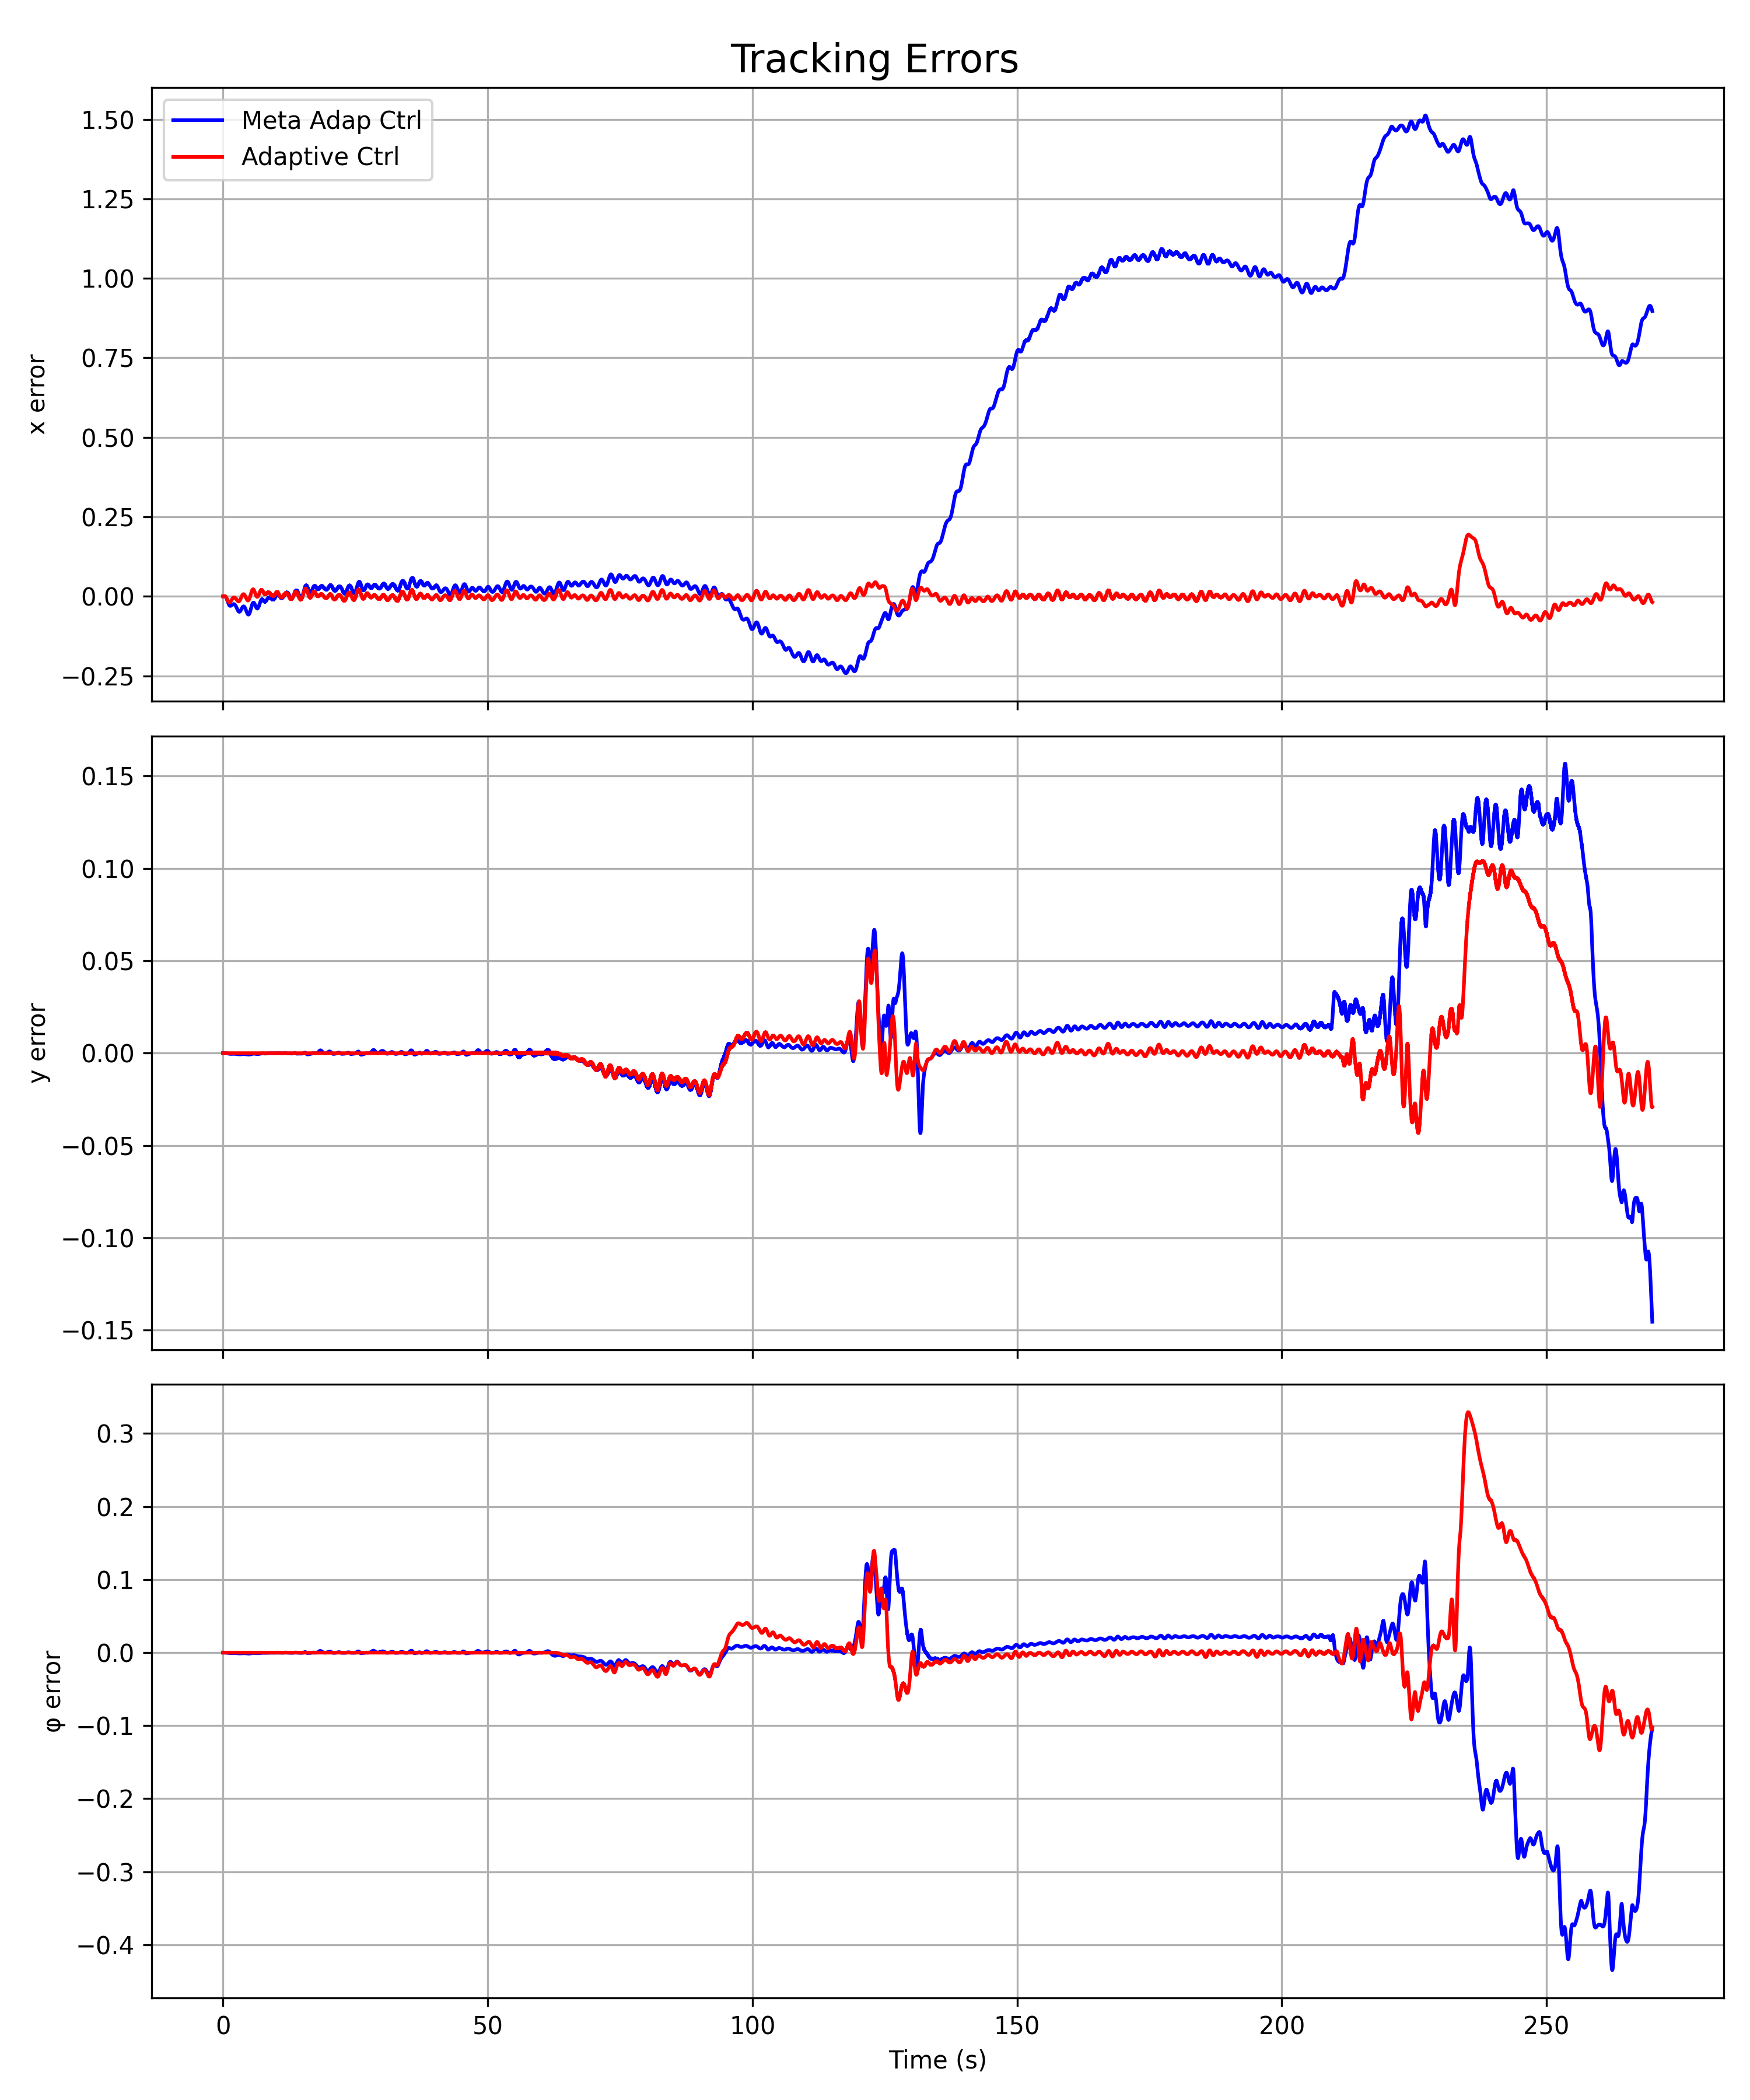 Tracking Errors
Meta Adap Ctrl
Adaptive Ctrl
1.50
1.25
1.00
0.75
0.50
0.25
0.00
−0.25
x error
0.15
0.10
0.05
0.00
−0.05
−0.10
−0.15
y error
0.3
0.2
0.1
0.0
−0.1
−0.2
−0.3
−0.4
φ error
0 50 100 150 200 250
Time (s)